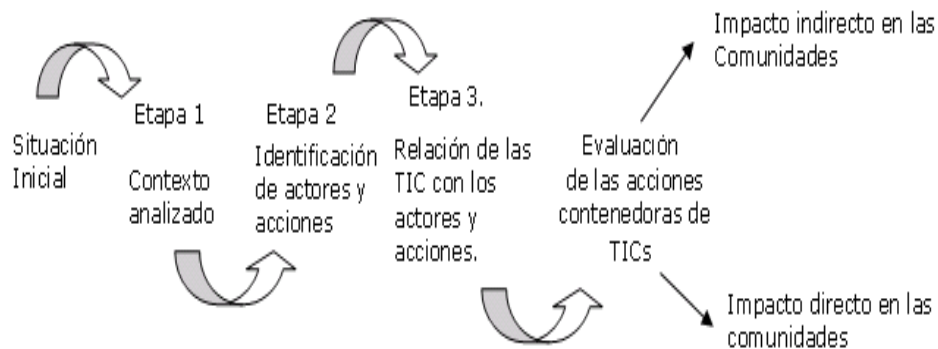 Situación
Inicial
Etapa 1
Contexto
analizado
Etapa 2
Identificación
de actores y
acciones
Etapa 3.
Relación de las
TIC con los
actores y
acciones.
Evaluación
de las acciones
contenedoras de
TICs
Impacto indirecto en las
Comunidades
Impacto directo en las
comunidades